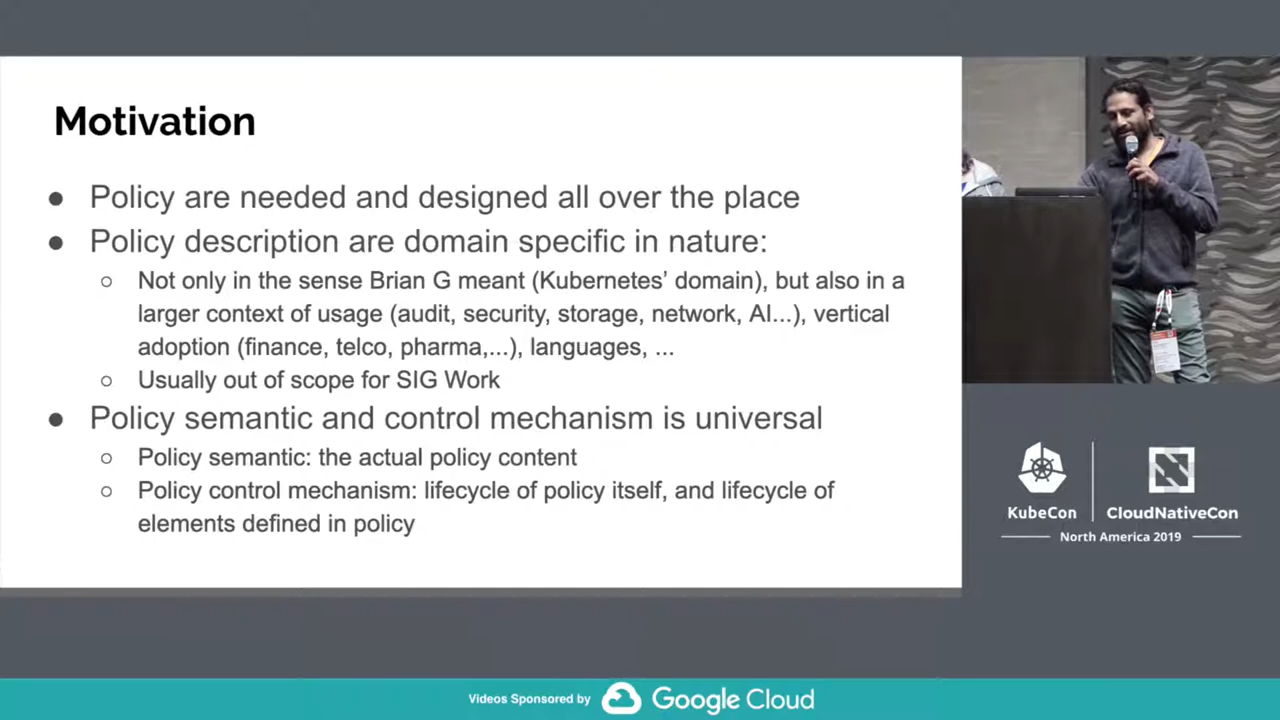 Motivation
● Policy are needed and designed all over the place
● Policy description are domain specific in nature:
○ Not only in the sense Brian G meant (Kubernetes’ domain), but also in a
larger context of usage (audit, security, storage, network, AI...), vertical
adoption (finance, telco, pharma,...), languages, ...
○ Usually out of scope for SIG Work
● Policy semantic and control mechanism is universal
○ Policy semantic: the actual policy content
○ Policy control mechanism: lifecycle of policy itself, and lifecycle of
elements defined in policy
KubeCon
CloudNativeCon
North America 2019
Videos Sponsored by
Google Cloud